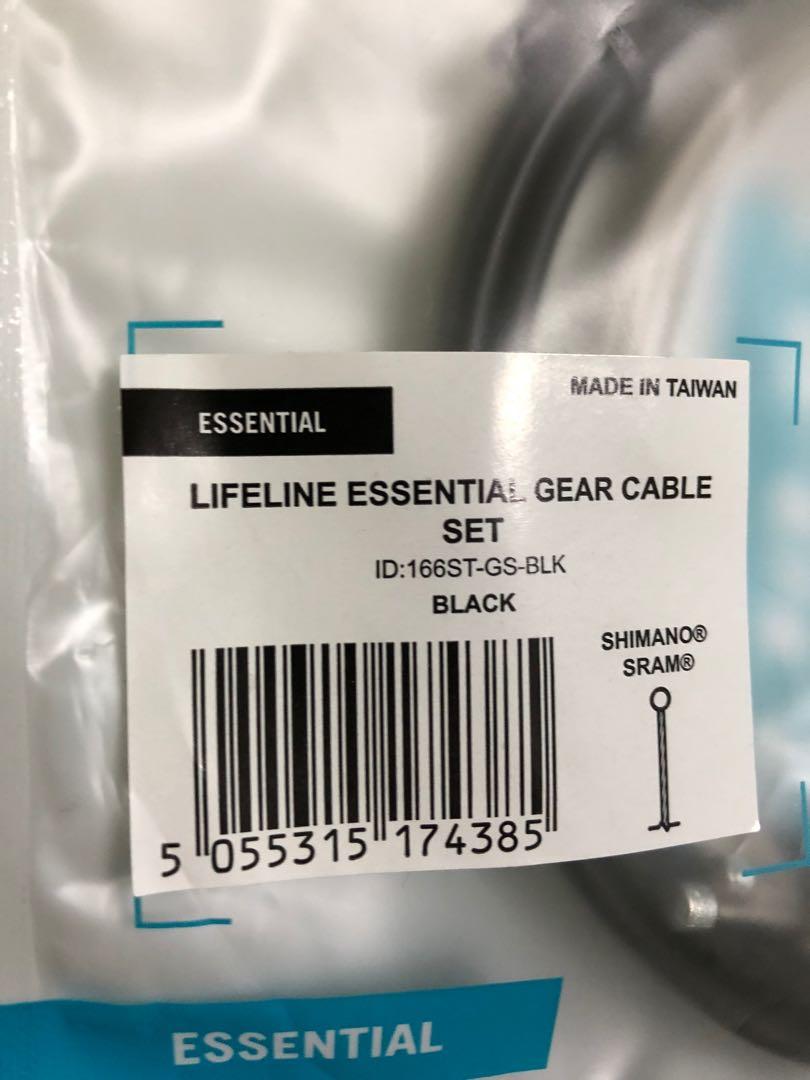 MADE IN TAIWAN
ESSENTIAL
LIFELINE ESSENTIAL GEAR CABLE
SET
ID:166ST-GS-BLK
BLACK
SHIMANO®
SRAM®
5 055315 174385
ESSENTIAL